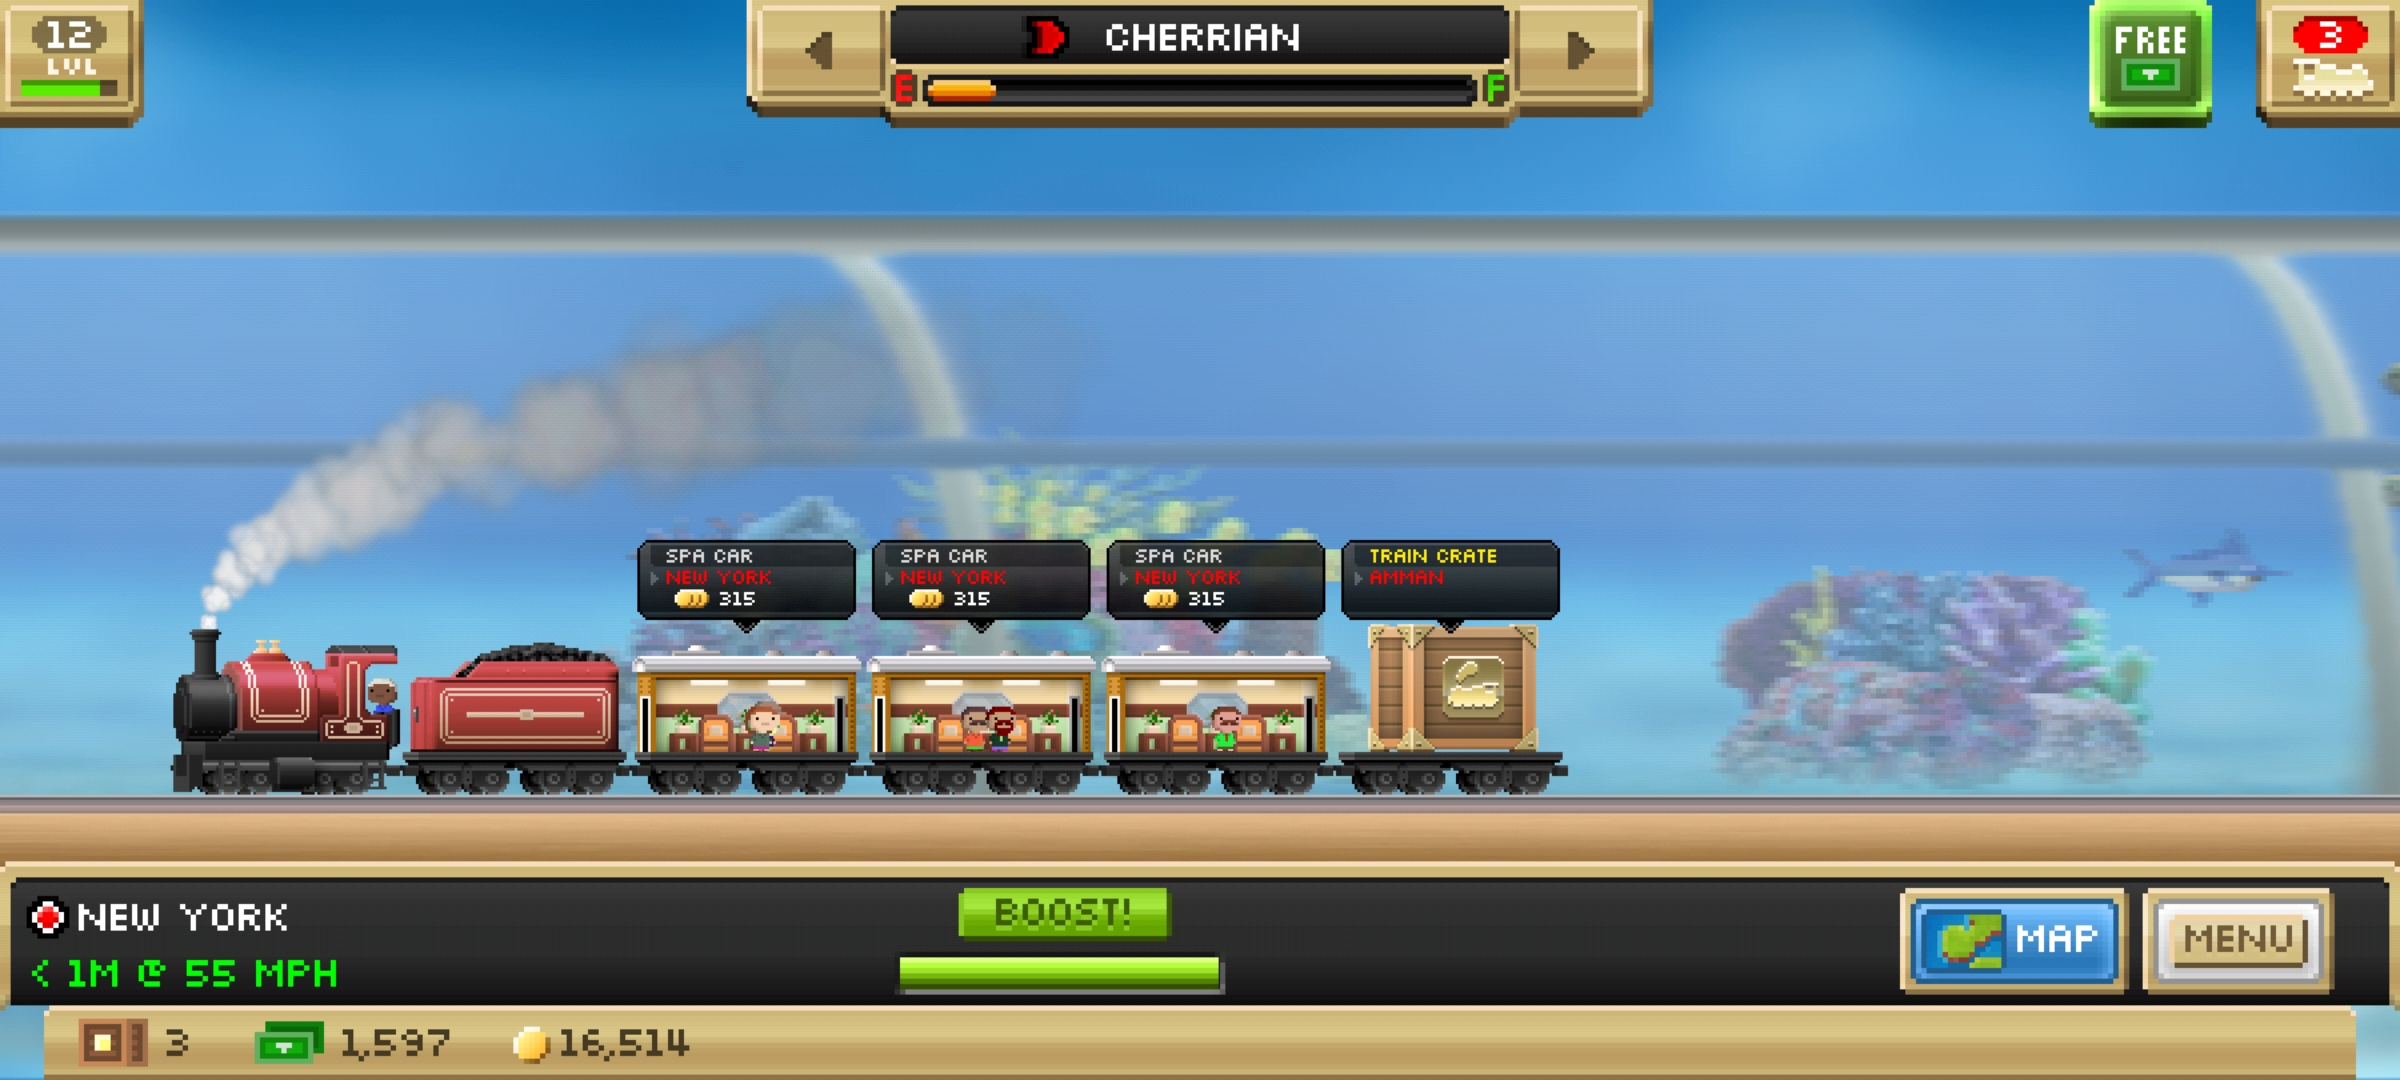 12
LVL
CHERRIAN
E F
FREE
3
SPA CAR
NEW YORK
315
SPA CAR
NEW YORK
315
SPA CAR
NEW YORK
315
TRAIN CRATE
AMMAN
NEW YORK
< 1M @ 55 MPH
BOOST!
MAP
MENU
3
1,597
16,514